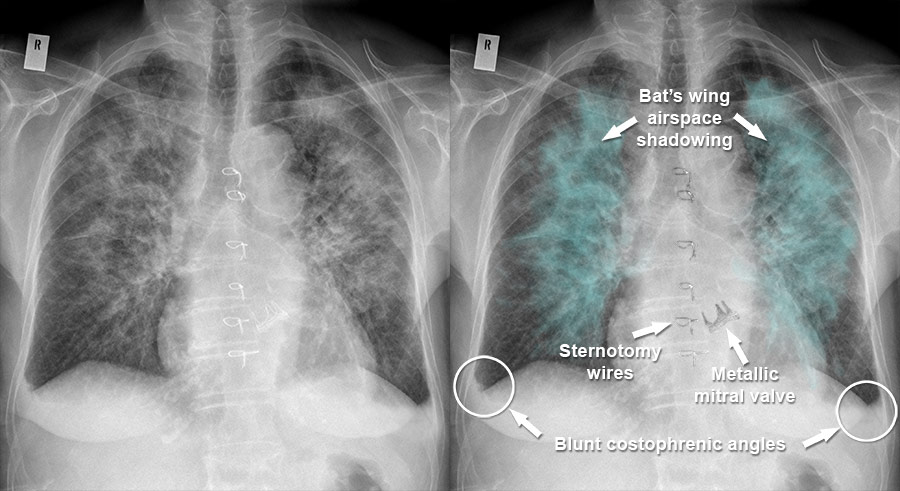 R
R
Bat's wing
airspace
shadowing
Sternotomy
wires
Metallic
mitral valve
Blunt costophrenic angles